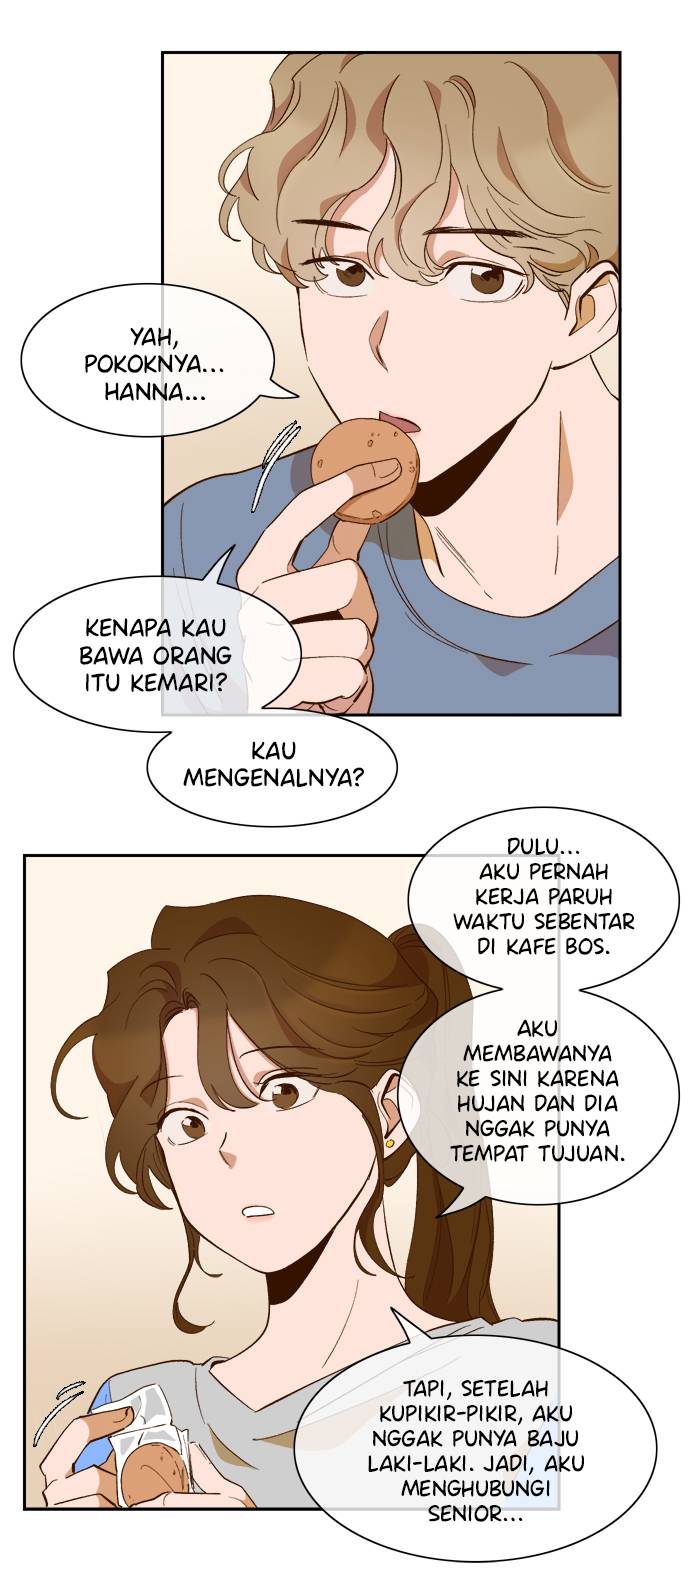 YAH,
POKOKNYA...
HANNA...
KENAPA KAU
BAWA ORANG
ITU KEMARI?
KAU
MENGENALNYA?
DULU...
AKU PERNAH
KERJA PARUH
WAKTU SEBENTAR
DI KAFE BOS.
AKU
MEMBAWANYA
KE SINI KARENA
HUJAN DAN DIA
NGGAK PUNYA
TEMPAT TUJUAN.
TAPI, SETELAH
KUPIKIR-PIKIR, AKU
NGGAK PUNYA BAJU
LAKI-LAKI. JADI, AKU
MENGHUBUNGI
SENIOR...